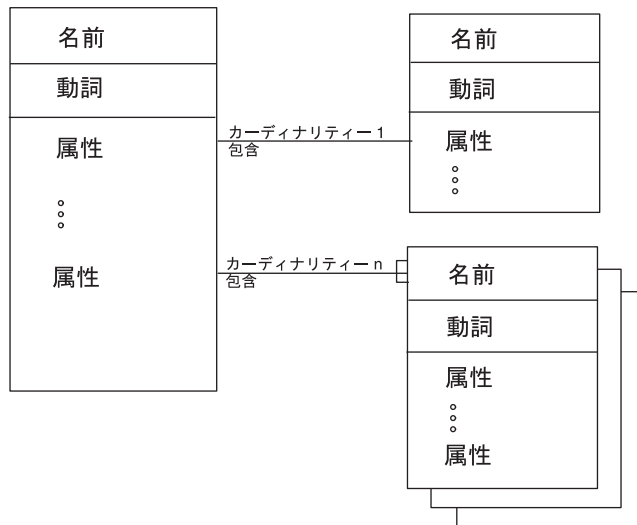 名前
動詞
属性
属性
カーディナリティー 1
包含
名前
動詞
属性
カーディナリティー n
包含
名前
動詞
属性
属性